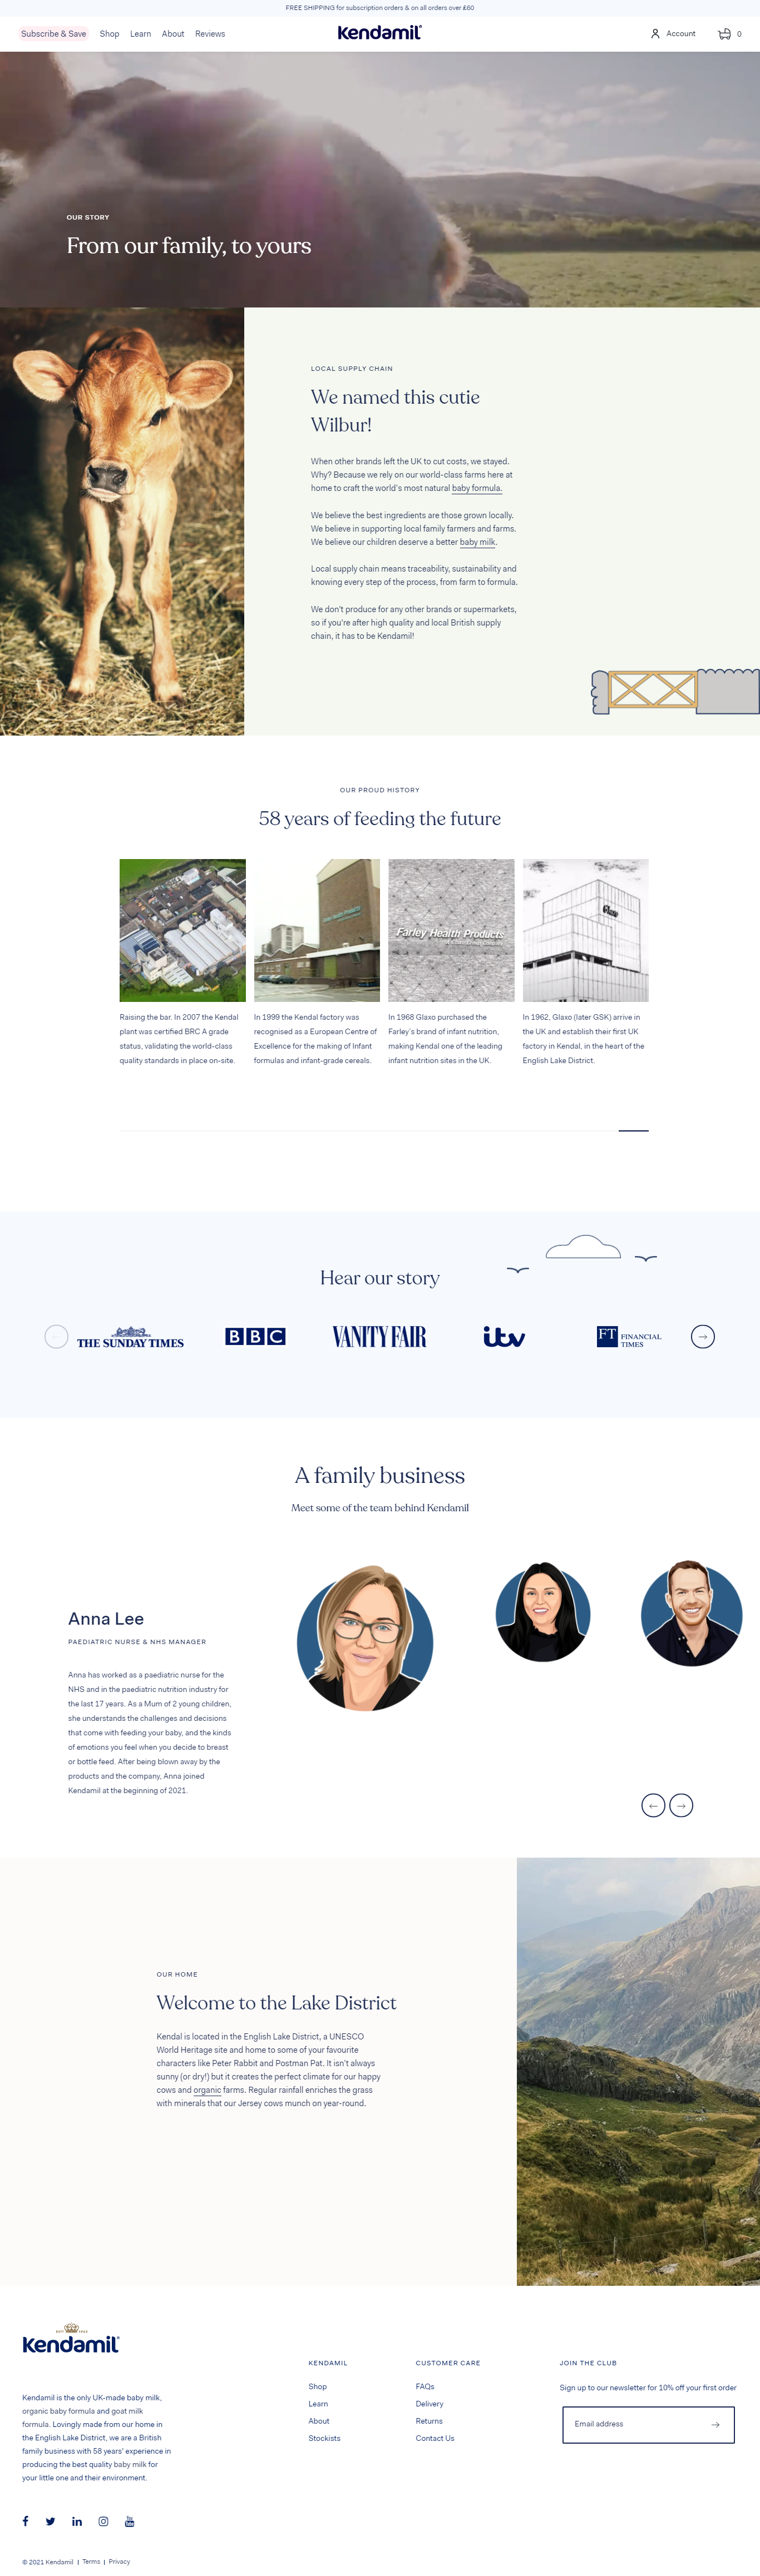 FREE SHIPPING for subscription orders & on all orders over £60
Subscribe & Save
Shop
Learn
About
Reviews
kendamil
Account
0
OUR STORY
From our family, to yours
LOCAL SUPPLY CHAIN
We named this cutie
Wilbur!
When other brands left the UK to cut costs, we stayed.
Why? Because we rely on our world-class farms here at
home to craft the world's most natural baby formula.
We believe the best ingredients are those grown locally.
We believe in supporting local family farmers and farms.
We believe our children deserve a better baby milk.
Local supply chain means traceability, sustainability and
knowing every step of the process, from farm to formula.
We don't produce for any other brands or supermarkets,
so if you're after high quality and local British supply
chain, it has to be Kendamil!
OUR PROUD HISTORY
58 years of feeding the future
Farley Health Products
Glaxo
Raising the bar. In 2007 the Kendal
plant was certified BRC A grade
status, validating the world-class
quality standards in place on-site.
In 1999 the Kendal factory was
recognised as a European Centre of
Excellence for the making of Infant
formulas and infant-grade cereals.
In 1968 Glaxo purchased the
Farley's brand of infant nutrition,
making Kendal one of the leading
infant nutrition sites in the UK.
In 1962, Glaxo (later GSK) arrive in
the UK and establish their first UK
factory in Kendal, in the heart of the
English Lake District.
Hear our story
THE SUNDAY TIMES
BBC
VANITY FAIR
itv
FT FINANCIAL
TIMES
A family business
Meet some of the team behind Kendamil
Anna Lee
PAEDIATRIC NURSE & NHS MANAGER
Anna has worked as a paediatric nurse for the
NHS and in the paediatric nutrition industry for
the last 17 years. As a Mum of 2 young children,
she understands the challenges and decisions
that come with feeding your baby, and the kinds
of emotions you feel when you decide to breast
or bottle feed. After being blown away by the
products and the company, Anna joined
Kendamil at the beginning of 2021.
OUR HOME
Welcome to the Lake District
Kendal is located in the English Lake District, a UNESCO
World Heritage site and home to some of your favourite
characters like Peter Rabbit and Postman Pat. It isn't always
sunny (or dry!) but it creates the perfect climate for our happy
cows and organic farms. Regular rainfall enriches the grass
with minerals that our Jersey cows munch on year-round.
kendamil
Kendamil is the only UK-made baby milk,
organic baby formula and goat milk
formula. Lovingly made from our home in
the English Lake District, we are a British
family business with 58 years' experience in
producing the best quality baby milk for
your little one and their environment.
KENDAMIL
Shop
Learn
About
Stockists
CUSTOMER CARE
FAQs
Delivery
Returns
Contact Us
JOIN THE CLUB
Sign up to our newsletter for 10% off your first order
Email address
© 2021 Kendamil | Terms | Privacy